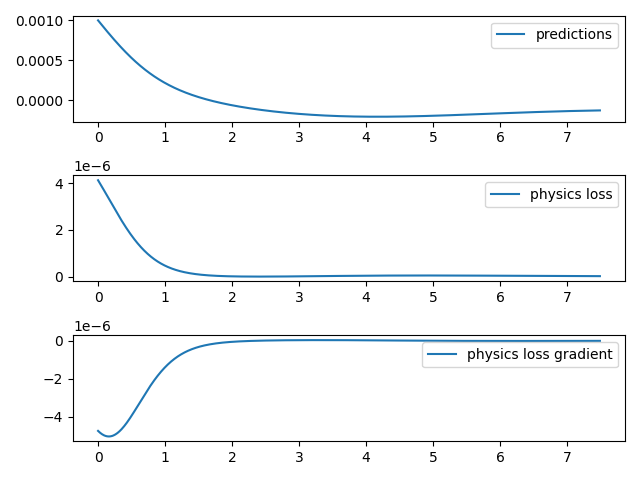 0.0010
0.0005
0.0000
predictions
0 1 2 3 4 5 6 7
1e−6
4
2
0
physics loss
0 1 2 3 4 5 6 7
1e−6
0
−2
−4
physics loss gradient
0 1 2 3 4 5 6 7